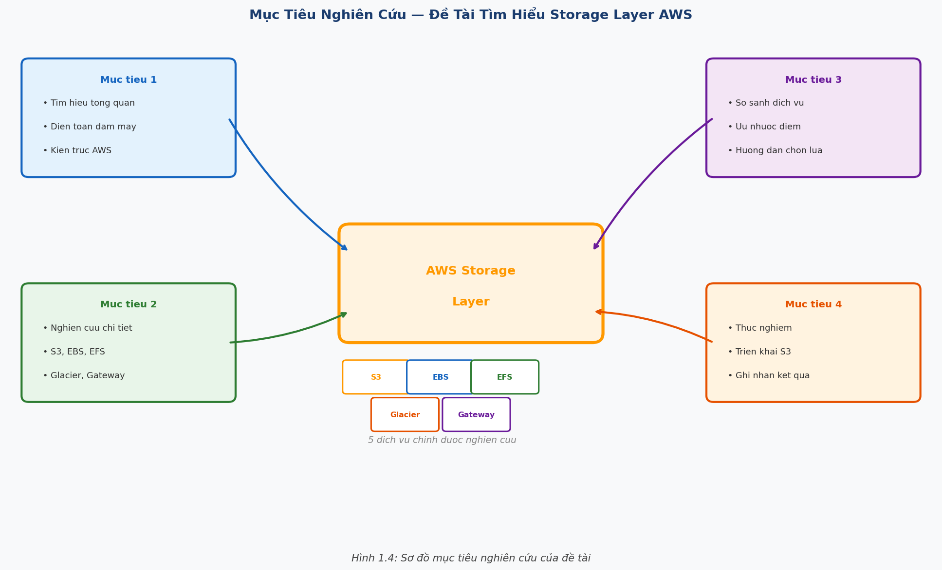 Mục Tiêu Nghiên Cứu — Đề Tài Tìm Hiểu Storage Layer AWS
Muc tieu 1
• Tim hieu tong quan
• Dien toan dam may
• Kien truc AWS
Muc tieu 3
• So sanh dich vu
• Uu nhuoc diem
• Huong dan chon lua
AWS Storage
Layer
Muc tieu 2
• Nghien cuu chi tiet
• S3, EBS, EFS
• Glacier, Gateway
Muc tieu 4
• Thuc nghiem
• Trien khai S3
• Ghi nhan ket qua
S3
EBS
EFS
Glacier
Gateway
5 dich vu chinh duoc nghien cuu
Hình 1.4: Sơ đồ mục tiêu nghiên cứu của đề tài